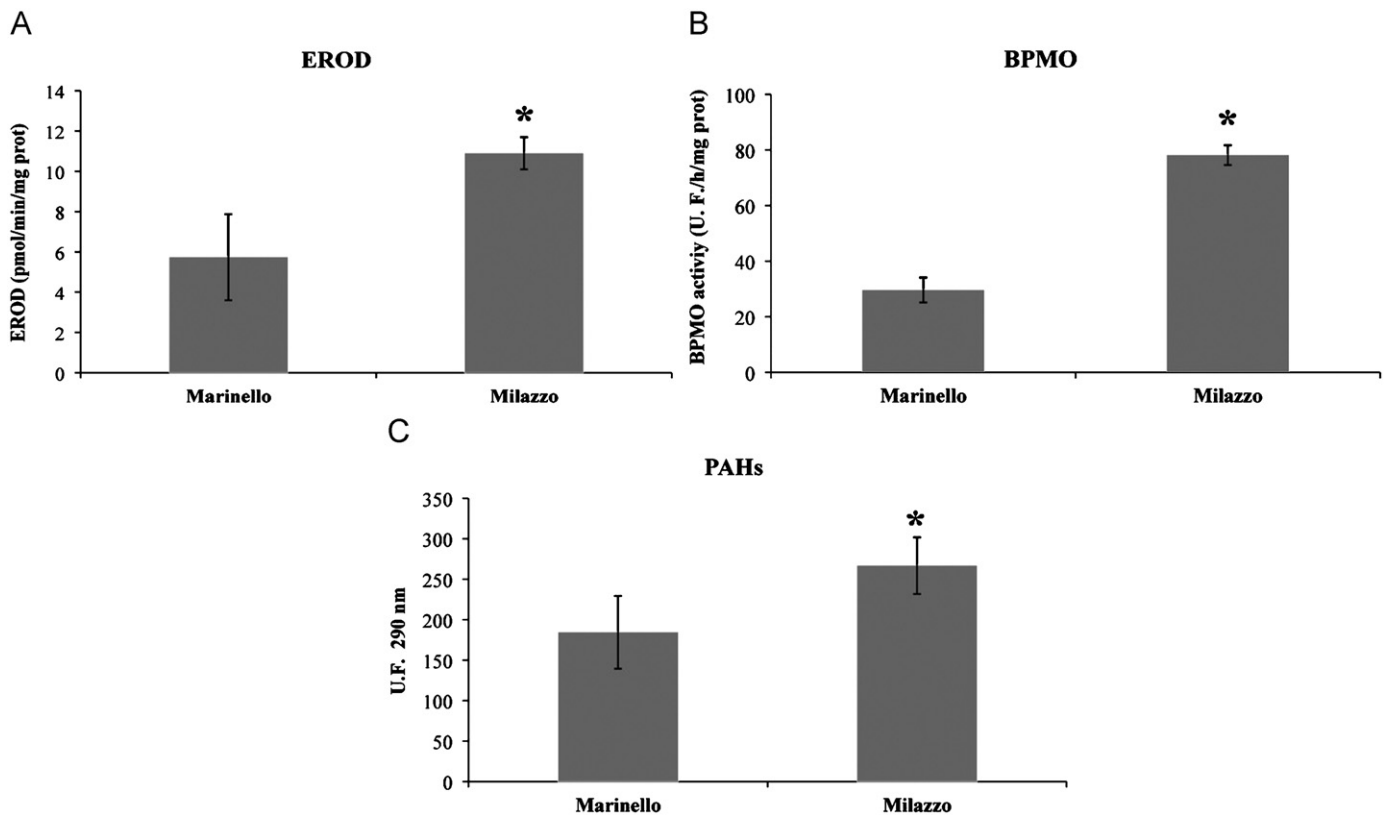 A
EROD
EROD (pmol/min/mg prot)
14
12
10
8
6
4
2
0
*
Marinello
Milazzo
B
BPMO
BPMO activiy (U. F./h/mg prot)
100
80
60
40
20
0
*
Marinello
Milazzo
C
PAHs
U.F. 290 nm
350
300
250
200
150
100
50
0
*
Marinello
Milazzo